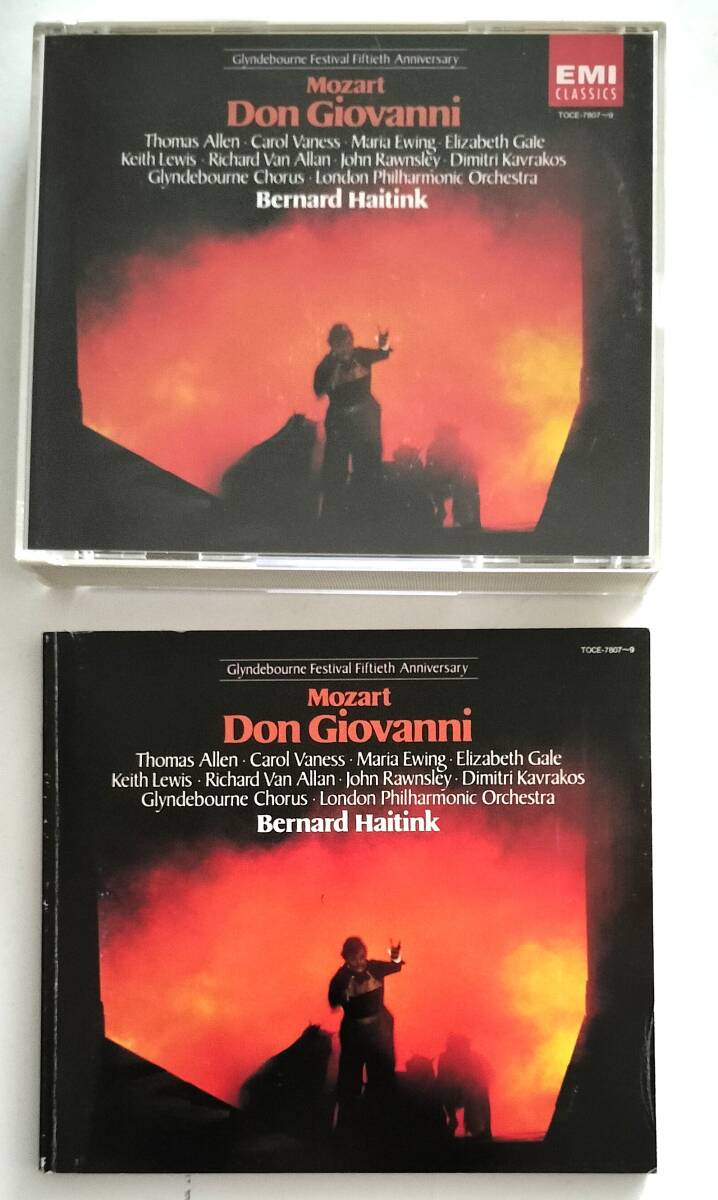 Glyndebourne Festival Fiftieth Anniversary
Mozart
Don Giovanni
EMI
CLASSICS
TOCE-7807~9
Thomas Allen · Carol Vaness · Maria Ewing · Elizabeth Gale
Keith Lewis · Richard Van Allan · John Rawnsley · Dimitri Kavrakos
Glyndebourne Chorus · London Philharmonic Orchestra
Bernard Haitink
TOCE-7807~9
Glyndebourne Festival Fiftieth Anniversary
Mozart
Don Giovanni
Thomas Allen · Carol Vaness · Maria Ewing · Elizabeth Gale
Keith Lewis · Richard Van Allan · John Rawnsley · Dimitri Kavrakos
Glyndebourne Chorus · London Philharmonic Orchestra
Bernard Haitink